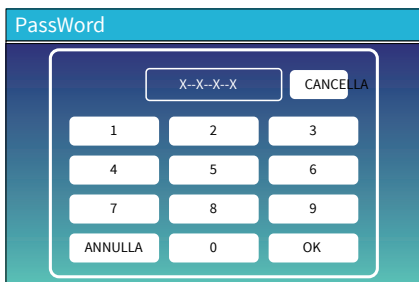 PassWord
X--X--X--X CANCELLA
1 2 3
4 5 6
7 8 9
ANNULLA 0 OK